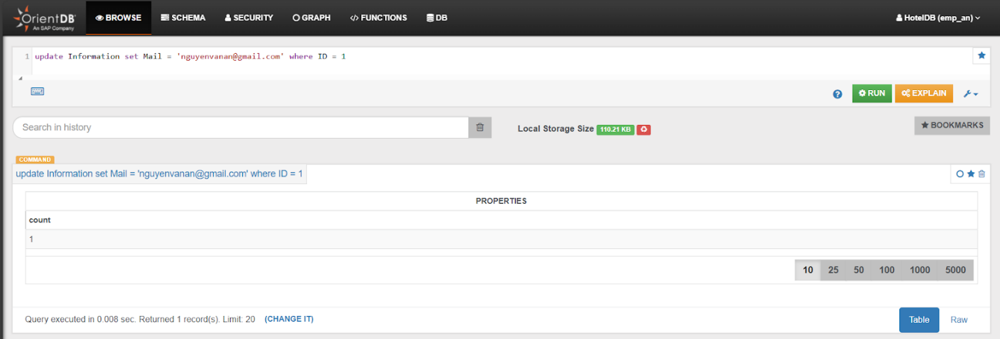 OrientDB
An SAP Company
BROWSE
SCHEMA
SECURITY
GRAPH
FUNCTIONS
DB
HotelDB (emp_an)
1 update Information set Mail = 'nguyenvanan@gmail.com' where ID = 1
RUN
EXPLAIN
Search in history
Local Storage Size 110.21 KB
BOOKMARKS
COMMAND
update Information set Mail = 'nguyenvanan@gmail.com' where ID = 1
PROPERTIES
count
1
10 25 50 100 1000 5000
Query executed in 0.008 sec. Returned 1 record(s). Limit: 20 (CHANGE IT)
Table
Raw